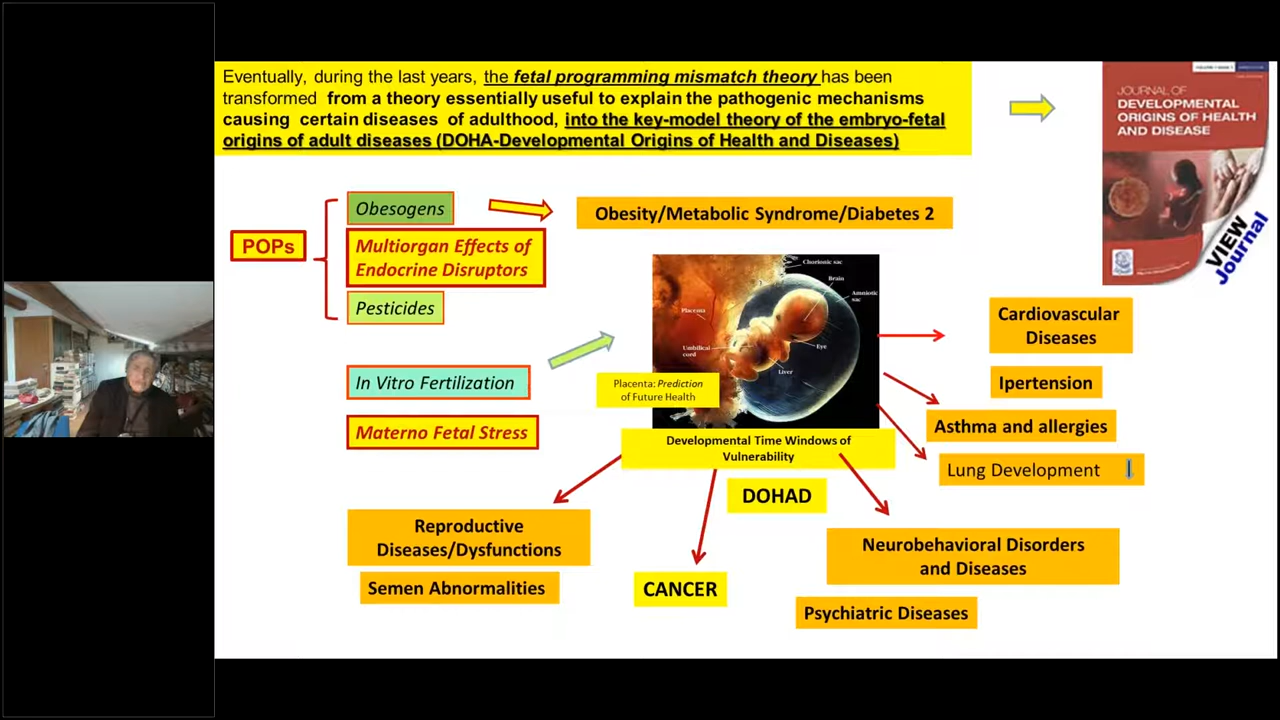 Eventually, during the last years, the fetal programming mismatch theory has been
transformed from a theory essentially useful to explain the pathogenic mechanisms
causing certain diseases of adulthood, into the key-model theory of the embryo-fetal
origins of adult diseases (DOHA-Developmental Origins of Health and Diseases)
JOURNAL OF
DEVELOPMENTAL
ORIGINS OF HEALTH
AND DISEASE
VIEW
Journal
POPs
Obesogens
Multiorgan Effects of
Endocrine Disruptors
Pesticides
Obesity/Metabolic Syndrome/Diabetes 2
In Vitro Fertilization
Materno Fetal Stress
Chorionic sac
Brain
Amniotic
sac
Placenta
Umbilical
cord
Eye
Liver
Placenta: Prediction
of Future Health
Developmental Time Windows of
Vulnerability
DOHAD
Cardiovascular
Diseases
Ipertension
Asthma and allergies
Lung Development
Reproductive
Diseases/Dysfunctions
Semen Abnormalities
CANCER
Neurobehavioral Disorders
and Diseases
Psychiatric Diseases